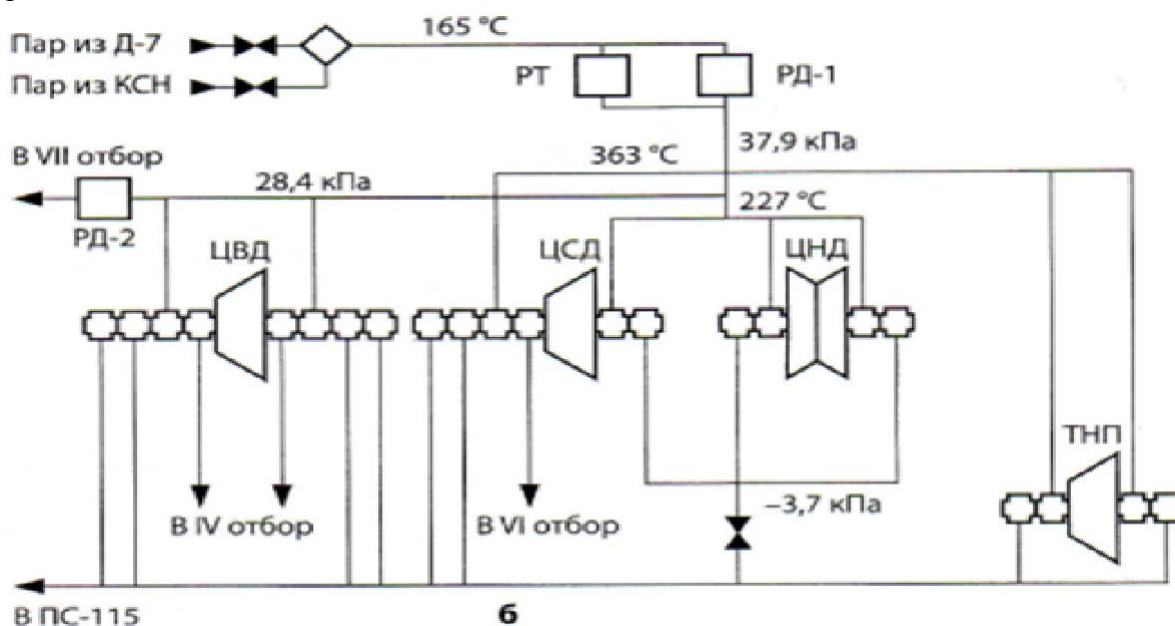 165 °С
Пар из Д-7
РТ
РД-1
Пар из КСН
37,9 кПа
В VII отбор
363 °С
28,4 кПа
227 °С
РД-2
ЦВД
ЦСД
ЦНД
ТНП
В IV отбор
В VI отбор
–3,7 кПа
В ПС-115
б